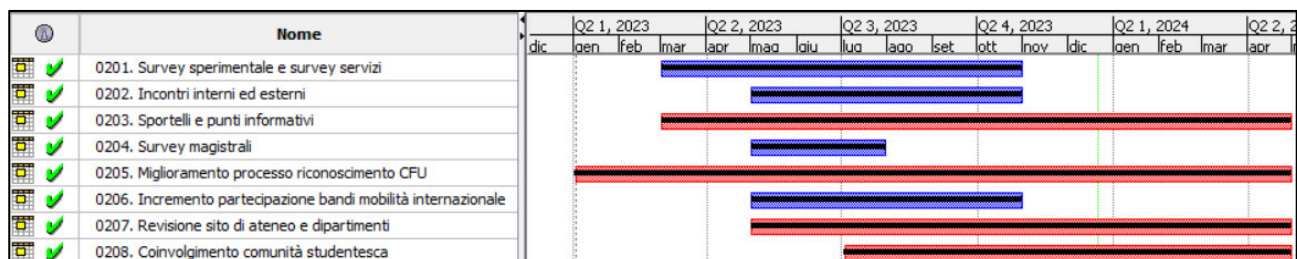 Nome
Q2 1, 2023 Q2 2, 2023 Q2 3, 2023 Q2 4, 2023 Q2 1, 2024 Q2 2, 2
dic gen feb mar apr mag giu lug ago set ott nov dic gen feb mar apr
0201. Survey sperimentale e survey servizi
0202. Incontri interni ed esterni
0203. Sportelli e punti informativi
0204. Survey magistrali
0205. Miglioramento processo riconoscimento CFU
0206. Incremento partecipazione bandi mobilità internazionale
0207. Revisione sito di ateneo e dipartimenti
0208. Coinvolgimento comunità studentesca